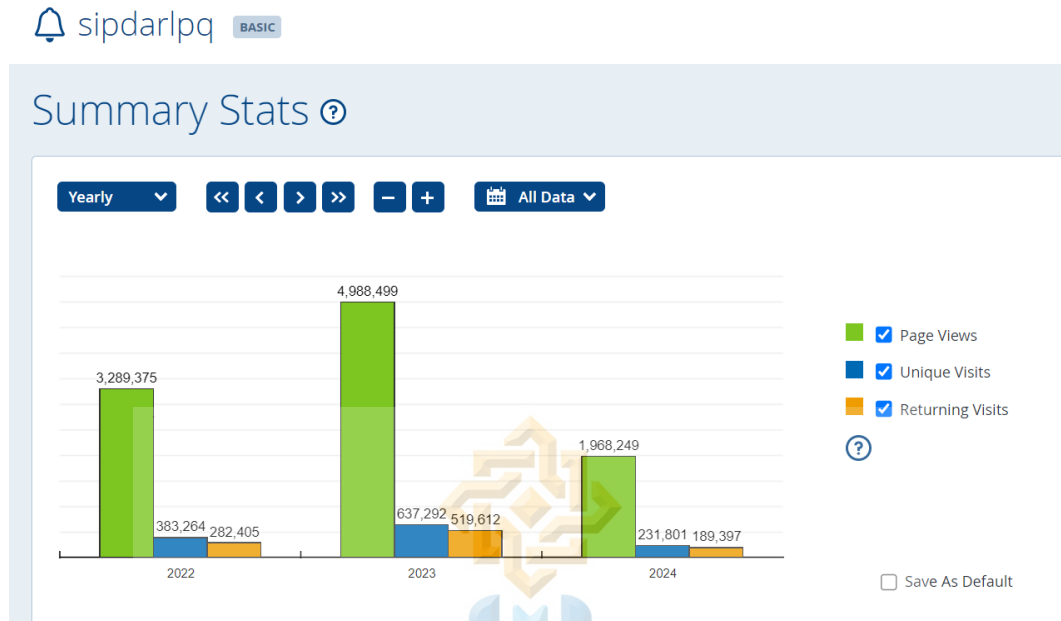 sipdarlpq BASIC
Summary Stats ?
Yearly << < > >> − + All Data
4,988,499
3,289,375
1,968,249
637,292 519,612
383,264 282,405
231,801 189,397
2022 2023 2024
Page Views
Unique Visits
Returning Visits
?
Save As Default